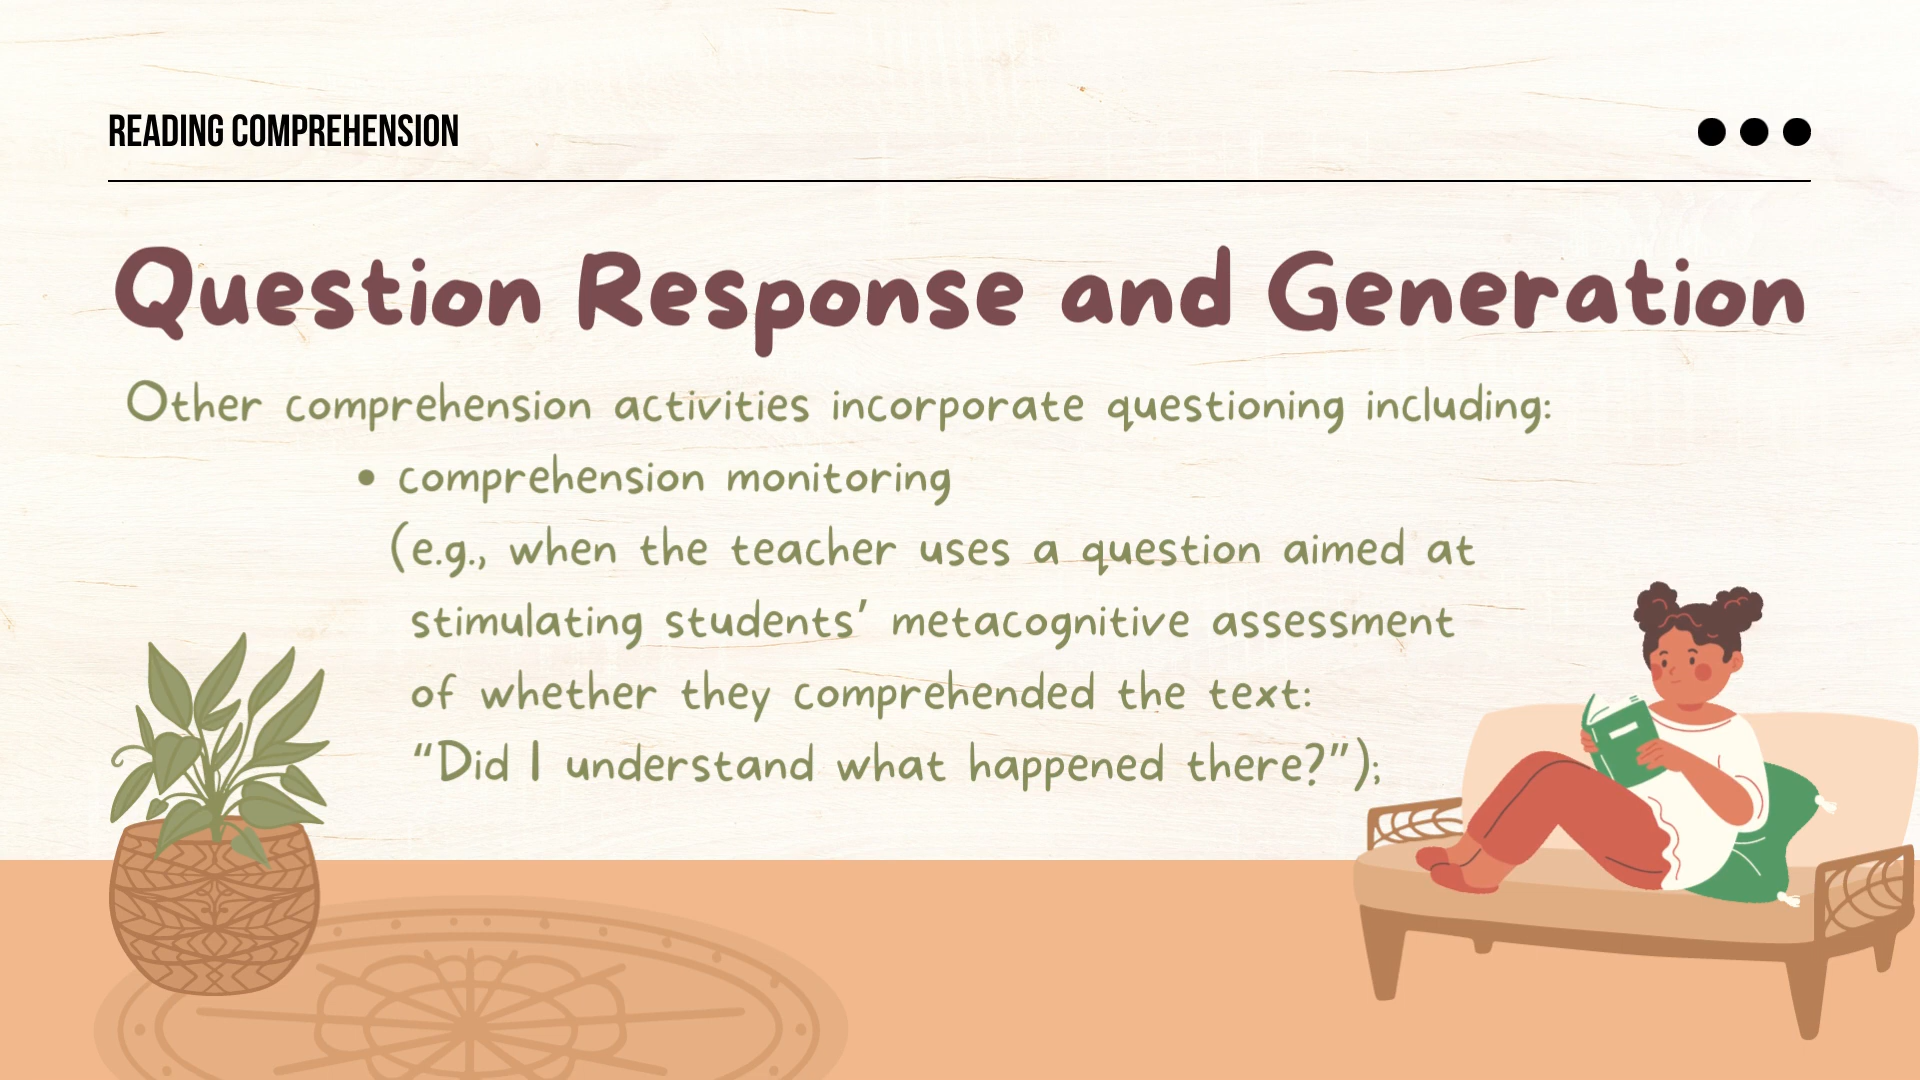 READING COMPREHENSION
Question Response and Generation
Other comprehension activities incorporate questioning including:
• comprehension monitoring
(e.g., when the teacher uses a question aimed at
stimulating students’ metacognitive assessment
of whether they comprehended the text:
“Did I understand what happened there?”);